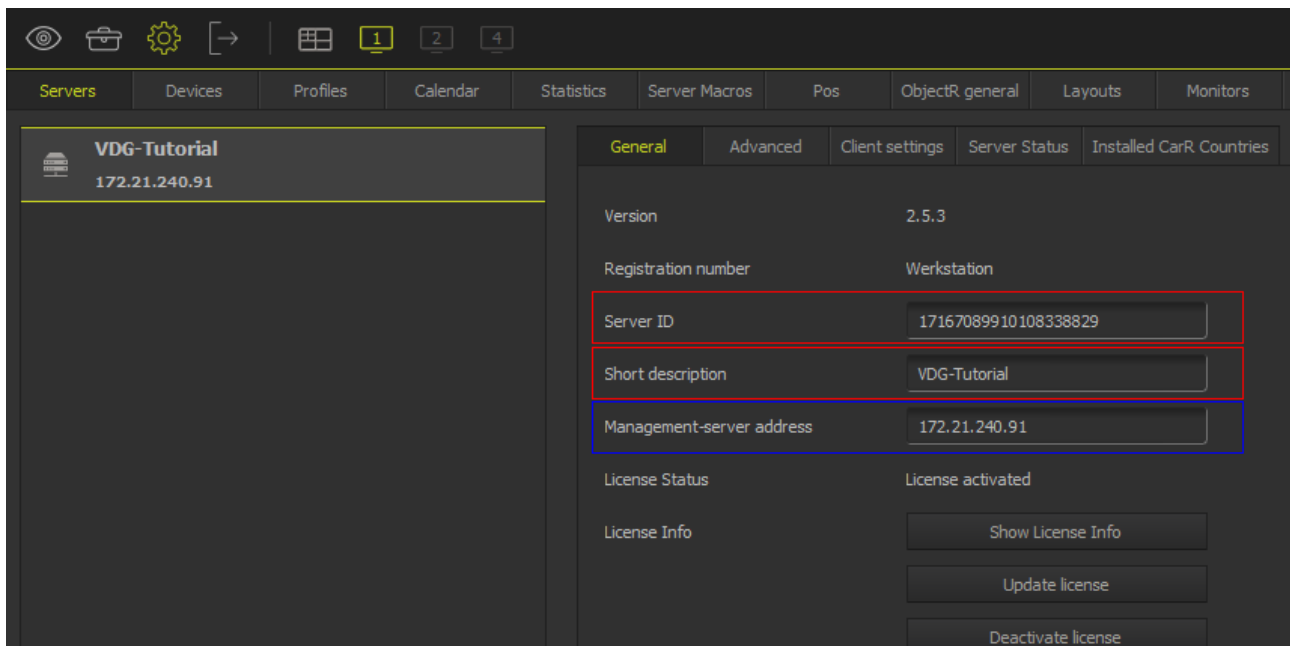 1 2 4
Servers Devices Profiles Calendar Statistics Server Macros Pos ObjectR general Layouts Monitors
VDG-Tutorial
172.21.240.91
General Advanced Client settings Server Status Installed CarR Countries
Version 2.5.3
Registration number Werkstation
Server ID 17167089910108338829
Short description VDG-Tutorial
Management-server address 172.21.240.91
License Status License activated
License Info Show License Info
Update license
Deactivate license